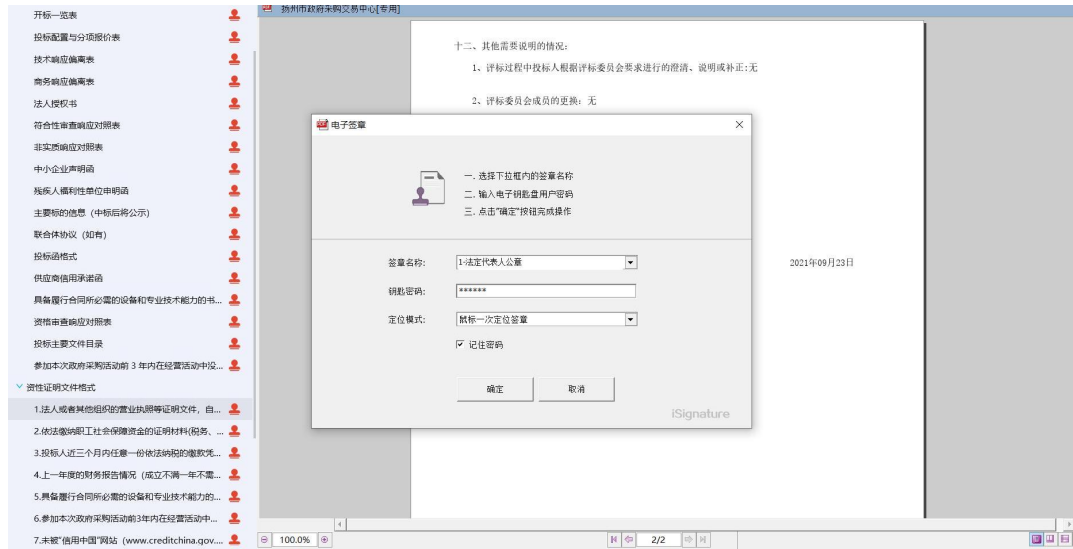 开标一览表
投标配置与分项报价表
技术响应偏离表
商务响应偏离表
法人授权书
符合性审查响应对照表
非实质响应对照表
中小企业声明函
残疾人福利性单位申明函
主要标的信息（中标后将公示）
联合体协议（如有）
投标函格式
供应商信用承诺函
具备履行合同所必需的设备和专业技术能力的书...
资格审查响应对照表
投标主要文件目录
参加本次政府采购活动前 3 年内在经营活动中没...
资性证明文件格式
1.法人或者其他组织的营业执照等证明文件，自...
2.依法缴纳职工社会保障资金的证明材料(税务、...
3.投标人近三个月内任意一份依法纳税的缴款凭...
4.上一年度的财务报告情况（成立不满一年不需...
5.具备履行合同所必需的设备和专业技术能力的...
6.参加本次政府采购活动前3年内在经营活动中...
7.未被"信用中国"网站（www.creditchina.gov....
扬州市政府采购交易中心[专用]
十二、其他需要说明的情况：
1、评标过程中投标人根据评标委员会要求进行的澄清、说明或补正:无
2、评标委员会成员的更换：无
2021年09月23日
电子签章
一. 选择下拉框内的签章名称
二. 输入电子钥匙盘用户密码
三. 点击"确定"按钮完成操作
签章名称: 1-法定代表人公章
钥匙密码: ******
定位模式: 鼠标一次定位签章
记住密码
确定 取消
iSignature
100.0% 2/2